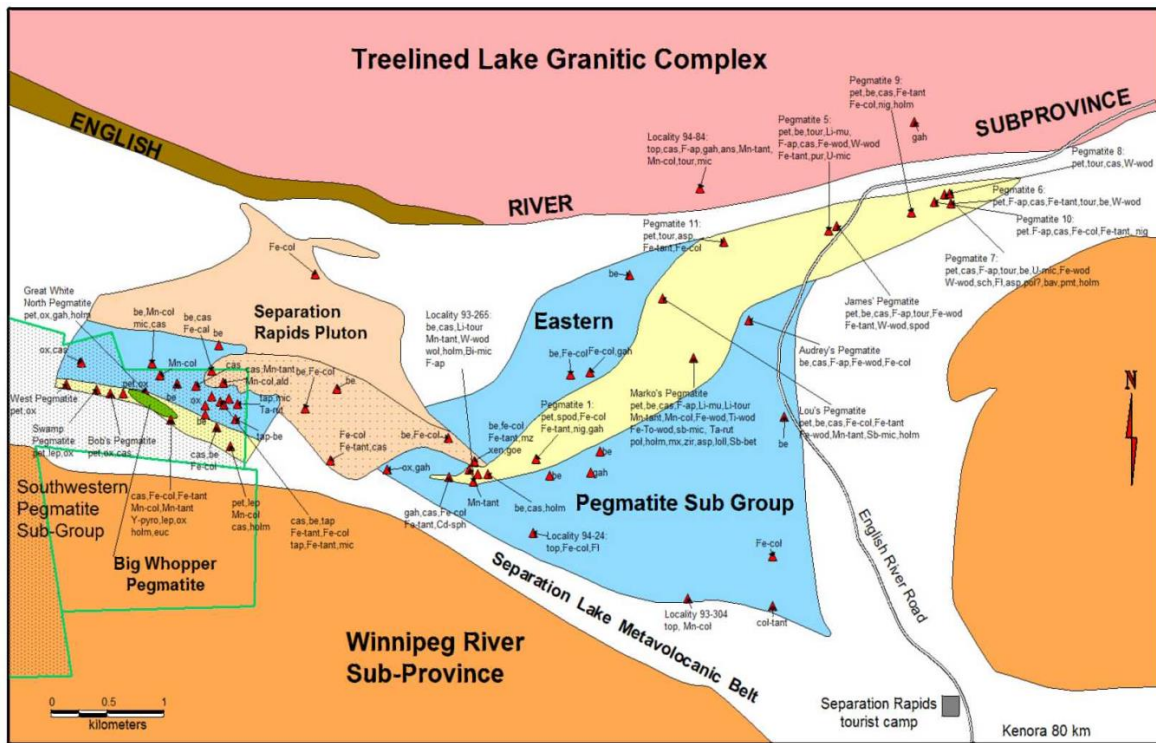 Treelined Lake Granitic Complex
ENGLISH
RIVER
SUBPROVINCE
Pegmatite 9:
pet,be,cas,Fe-tant
Fe-col,nig,holm
gah
Pegmatite 5:
pet,be,tour,Li-mu,
F-ap,cas,Fe-wod,W-wod
Fe-tant,pur,U-mic
Locality 94-84:
top,cas,F-ap,gah,ans,Mn-tant,
Mn-col,tour,mic
Pegmatite 8:
pet,tour,cas,W-wod
Pegmatite 6:
pet,F-ap,cas,Fe-tant,tour,be,W-wod
Pegmatite 10:
pet.F-ap,cas,Fe-col,Fe-tant,.nig
Pegmatite 7:
pet,cas,F-ap,tour,be,U-mic,Fe-wod
W-wod,sch,Fl,asp,pol?,bav,pmt,holm
Pegmatite 11:
pet,tour,asp,
Fe-tant,Fe-col
James' Pegmatite
pet,be,cas,F-ap,tour,Fe-wod
Fe-tant,W-wod,spod
Audrey's Pegmatite
be,cas,F-ap,Fe-wod,Fe-col
Lou's Pegmatite
pet,be,cas,Fe-col,Fe-tant
Fe-wod,Mn-tant,Sb-mic,holm
Marko's Pegmatite
pet,be,cas,F-ap,Li-mu,Li-tour
Mn-tant,Mn-col,Fe-wod,Ti-wod
Fe-To-wod,sb-mic, Ta-rut
pol,holm,mx,zir,asp,loll,Sb-bet
be
Eastern
be,Fe-col
Fe-col,gah
Fe-col
Separation
Rapids Pluton
Great White
North Pegmatite
pet,ox,gah,holm
be,Mn-col
mic,cas
be,cas
Fe-cal
be
Locality 93-265:
be,cas,Li-tour
Mn-tant,W-wod
wol,holm,Bi-mic
F-ap
ox,cas
Mn-col
cas
cas,Mn-tant
Mn-col,ald
be,Fe-col
be
pet,ox
be
ox
tap,mic
Ta-rut
tap-be
West Pegmatite
pet,ox
Swamp
Pegmatite
pet,lep,ox
Bob's Pegmatite
pet,ox,cas
cas,be
Fe-col
Fe-col
Fe-tant,cas
be,Fe-col
be,fe-col
Fe-tant,mz
xen,goe
Pegmatite 1:
pet,spod,Fe-col
Fe-tant,nig,gah
ox,gah
be
gah
be
be
Mn-tant
be,cas,holm
gah,cas,Fe-col
Fa-tant,Cd-sph
Pegmatite Sub Group
Southwestern
Pegmatite
Sub-Group
cas,Fe-col,Fe-tant
Mn-col,Mn-tant
Y-pyro,lep,ox
holm,euc
pet,lep
Mn-col
cas,holm
cas,be,tap
Fe-tant,Fe-col
tap,Fe-tant,mic
Big Whopper
Pegmatite
Locality 94-24:
top,Fe-col,Fl
Fe-col
Locality 93-304
top, Mn-col
col-tant
Separation Lake Metavolocanic Belt
English River Road
N
Winnipeg River
Sub-Province
0 0.5 1
kilometers
Separation Rapids
tourist camp
Kenora 80 km